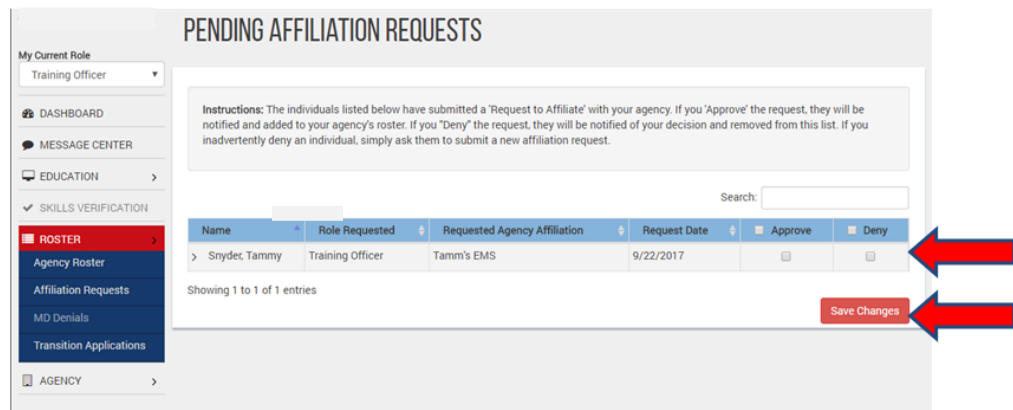 PENDING AFFILIATION REQUESTS
My Current Role
Training Officer
DASHBOARD
MESSAGE CENTER
EDUCATION
SKILLS VERIFICATION
ROSTER
Agency Roster
Affiliation Requests
MD Denials
Transition Applications
AGENCY
Instructions: The individuals listed below have submitted a 'Request to Affiliate' with your agency. If you 'Approve' the request, they will be
notified and added to your agency's roster. If you "Deny" the request, they will be notified of your decision and removed from this list. If you
inadvertently deny an individual, simply ask them to submit a new affiliation request.
Search:
Name Role Requested Requested Agency Affiliation Request Date Approve Deny
Snyder, Tammy Training Officer Tamm's EMS 9/22/2017
Showing 1 to 1 of 1 entries
Save Changes